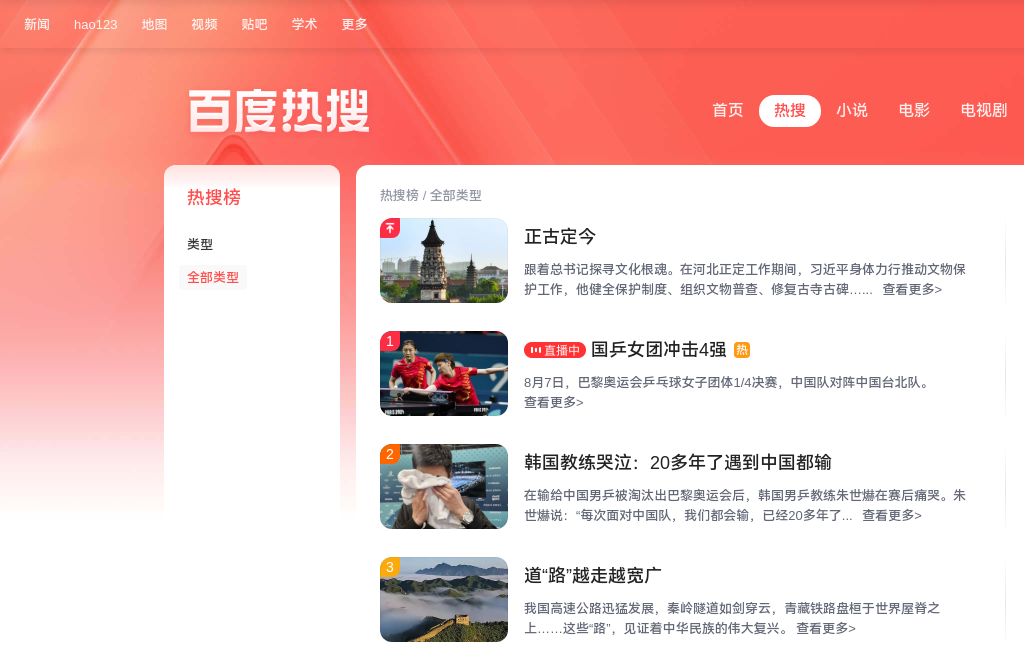 新闻 hao123 地图 视频 贴吧 学术 更多
百度热搜
首页 热搜 小说 电影 电视剧
热搜榜
类型
全部类型
热搜榜 / 全部类型
正古定今
跟着总书记探寻文化根魂。在河北正定工作期间，习近平身体力行推动文物保
护工作，他健全保护制度、组织文物普查、修复古寺古碑…... 查看更多>
1
直播中 国乒女团冲击4强 热
8月7日，巴黎奥运会乒乓球女子团体1/4决赛，中国队对阵中国台北队。
查看更多>
2
韩国教练哭泣：20多年了遇到中国都输
在输给中国男乒被淘汰出巴黎奥运会后，韩国男乒教练朱世爀在赛后痛哭。朱
世爀说：“每次面对中国队，我们都会输，已经20多年了... 查看更多>
3
道“路”越走越宽广
我国高速公路迅猛发展，秦岭隧道如剑穿云，青藏铁路盘桓于世界屋脊之
上……这些“路”，见证着中华民族的伟大复兴。 查看更多>